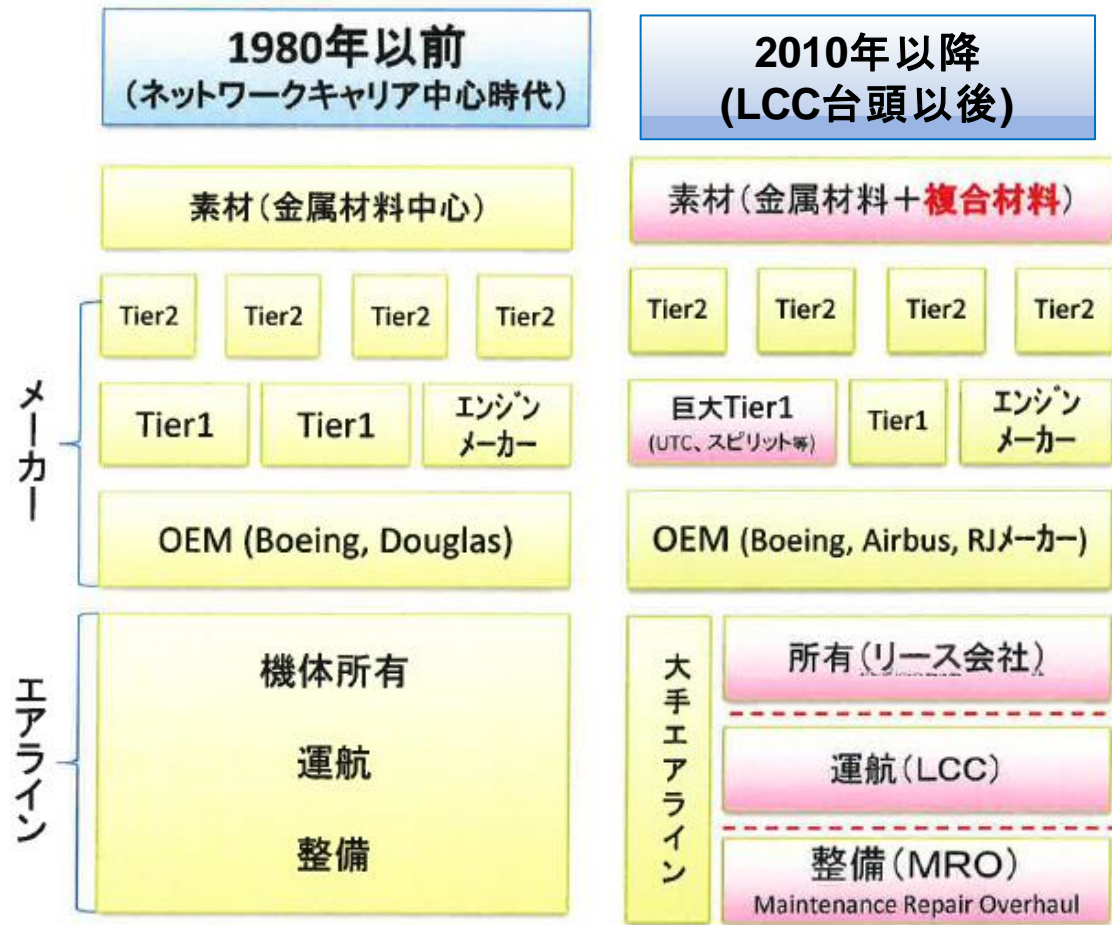 1980年以前
（ネットワークキャリア中心時代）
素材（金属材料中心）
Tier2
Tier2
Tier2
Tier2
Tier1
Tier1
エンジン
メーカー
OEM (Boeing, Douglas)
メーカー
機体所有
運航
整備
エアライン
2010年以降
(LCC台頭以後)
素材（金属材料＋複合材料）
Tier2
Tier2
Tier2
Tier2
巨大Tier1
(UTC、スピリット等)
Tier1
エンジン
メーカー
OEM (Boeing, Airbus, RJメーカー)
大手エアライン
所有（リース会社）
運航（LCC）
整備（MRO）
Maintenance Repair Overhaul